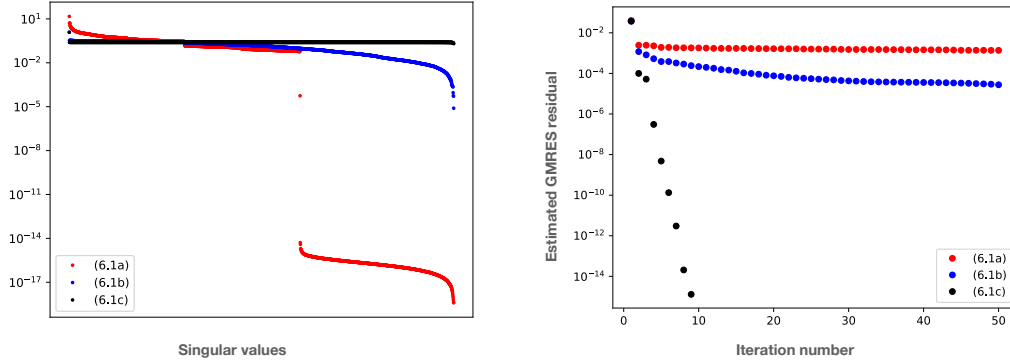 10^1
10^-2
10^-5
10^-8
10^-11
10^-14
10^-17
(6.1a)
(6.1b)
(6.1c)
Singular values
Estimated GMRES residual
10^-2
10^-4
10^-6
10^-8
10^-10
10^-12
10^-14
(6.1a)
(6.1b)
(6.1c)
0 10 20 30 40 50
Iteration number